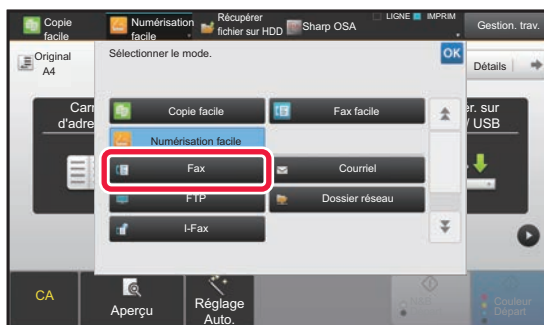 Copie
facile
Numérisation
facile
Récupérer
fichier sur HDD
Sharp OSA
LIGNE
IMPRIM
Gestion. trav.
Original
A4
Sélectionner le mode.
OK
Détails
Carn
d'adre
er. sur
/ USB
Copie facile
Fax facile
Numérisation facile
Fax
Courriel
FTP
Dossier réseau
I-Fax
CA
Aperçu
Réglage
Auto.
N&B
Couleur
Départ